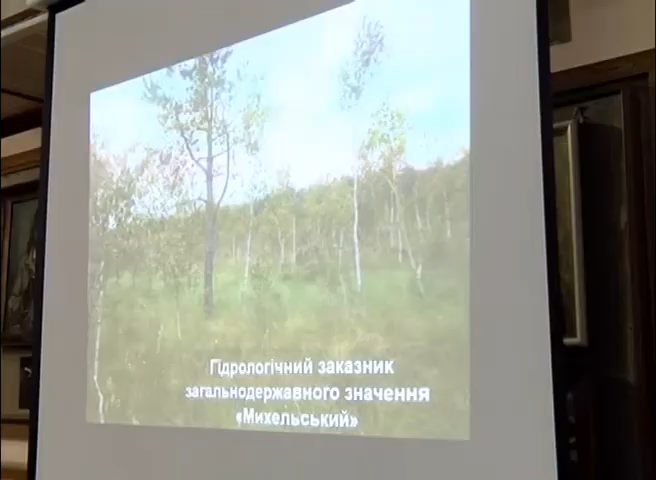 Гідрологічний заказник
загальнодержавного значення
«Михельський»